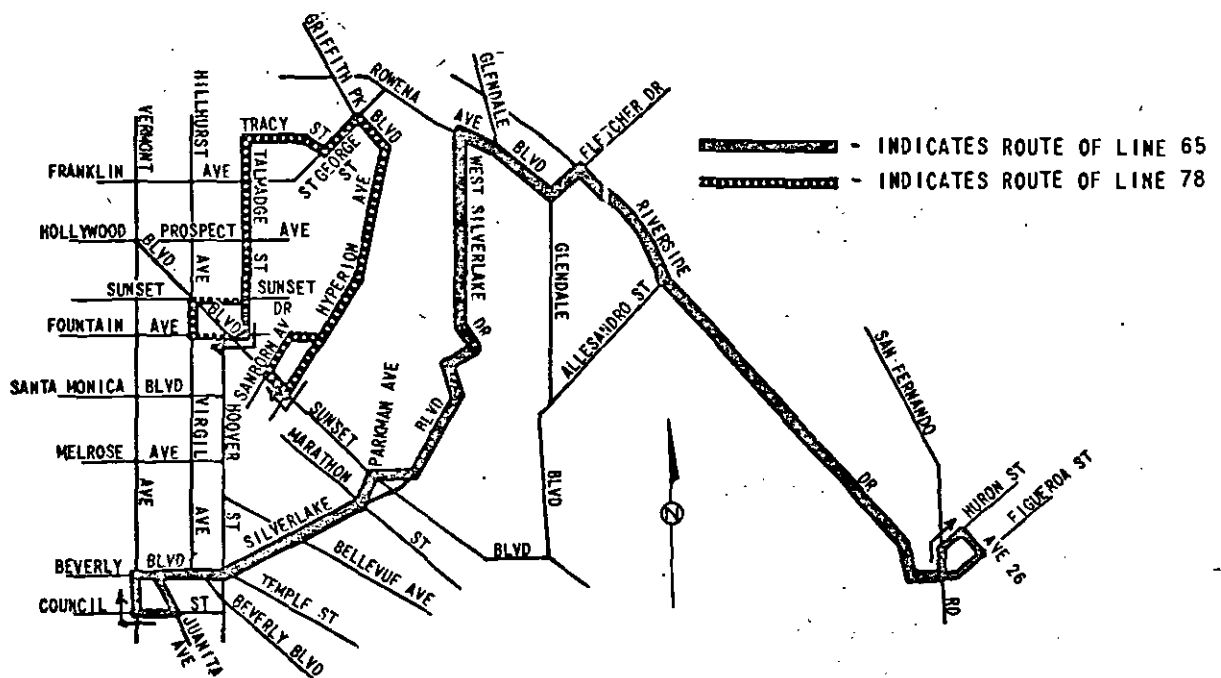 GRIFFITH PK BLVD
ROWENA AVE
GLENDALE BLVD
FLETCHER DR
HILLHURST AVE
VERMONT AVE
TRACY ST
ST GEORGE ST
FRANKLIN AVE
TALMADGE ST
HOLLYWOOD BLVD
PROSPECT AVE
HYPERION AVE
WEST SILVERLAKE DR
RIVERSIDE DR
GLENDALE BLVD
SUNSET SUNSET DR
FOUNTAIN AVE
BLVD
SANBORN AV
ALLESANDRO ST
SAN FERNANDO RD
SANTA MONICA BLVD
VIRGIL AVE
HOOVER ST
SUNSET BLVD
PARKMAN AVE
BLVD
MARATHON ST
MELROSE AVE
SILVERLAKE
HURON ST
FIGUEROA ST
AVE 26
BEVERLY BLVD
BELLEVUE AVE
TEMPLE ST
COUNCIL ST
JUANITA AVE
BEVERLY BLVD
N
- INDICATES ROUTE OF LINE 65
- INDICATES ROUTE OF LINE 78